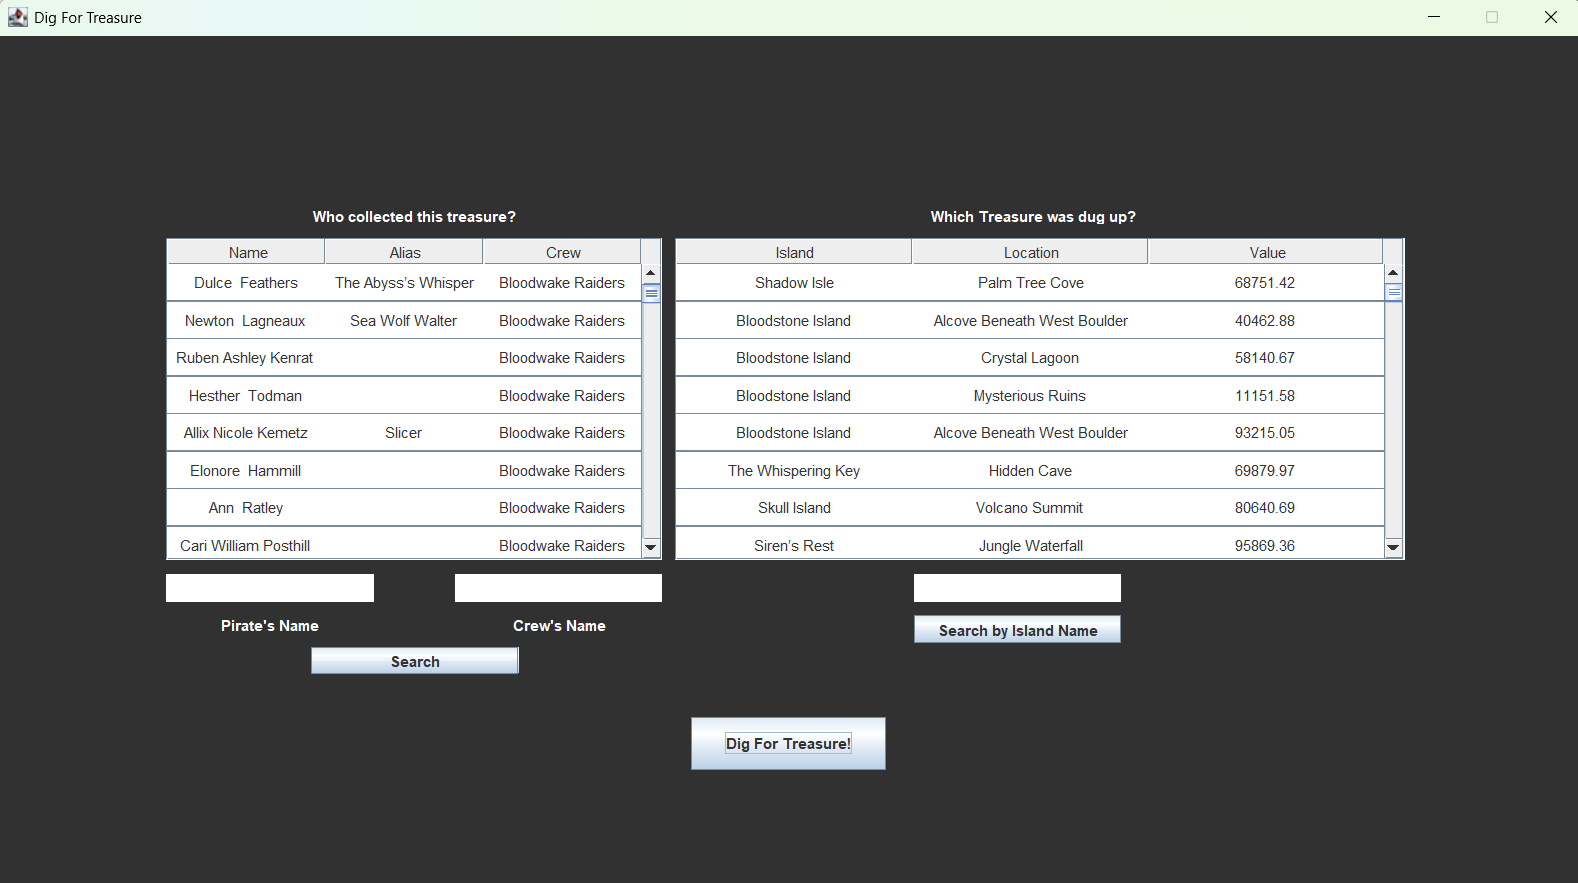 Dig For Treasure
Who collected this treasure?
Name Alias Crew
Dulce  Feathers The Abyss's Whisper Bloodwake Raiders
Newton  Lagneaux Sea Wolf Walter Bloodwake Raiders
Ruben Ashley Kenrat Bloodwake Raiders
Hesther  Todman Bloodwake Raiders
Allix Nicole Kemetz Slicer Bloodwake Raiders
Elonore  Hammill Bloodwake Raiders
Ann  Ratley Bloodwake Raiders
Cari William Posthill Bloodwake Raiders
Pirate's Name Crew's Name
Search
Which Treasure was dug up?
Island Location Value
Shadow Isle Palm Tree Cove 68751.42
Bloodstone Island Alcove Beneath West Boulder 40462.88
Bloodstone Island Crystal Lagoon 58140.67
Bloodstone Island Mysterious Ruins 11151.58
Bloodstone Island Alcove Beneath West Boulder 93215.05
The Whispering Key Hidden Cave 69879.97
Skull Island Volcano Summit 80640.69
Siren's Rest Jungle Waterfall 95869.36
Search by Island Name
Dig For Treasure!